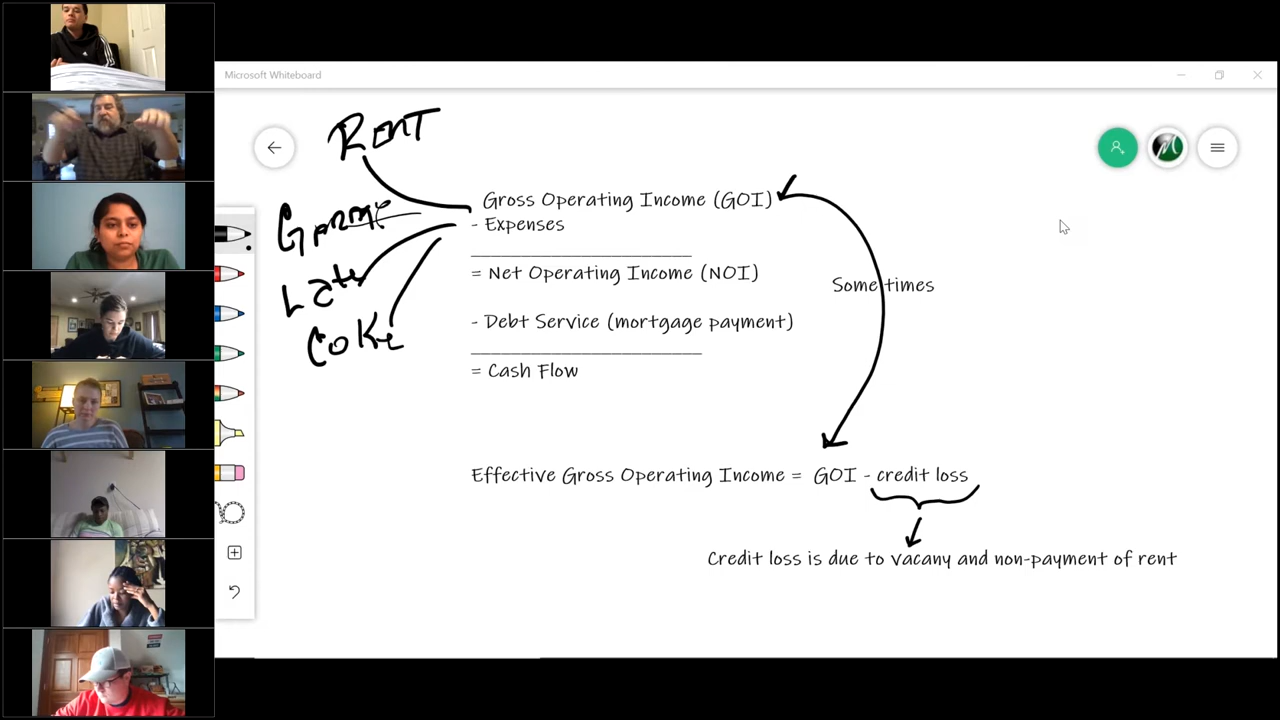 Microsoft Whiteboard
RENT
Gross Operating Income (GOI)
GARAGE
- Expenses
= Net Operating Income (NOI)
Late
Some times
- Debt Service (mortgage payment)
COKe
= Cash Flow
Effective Gross Operating Income = GOI - credit loss
Credit loss is due to vacany and non-payment of rent